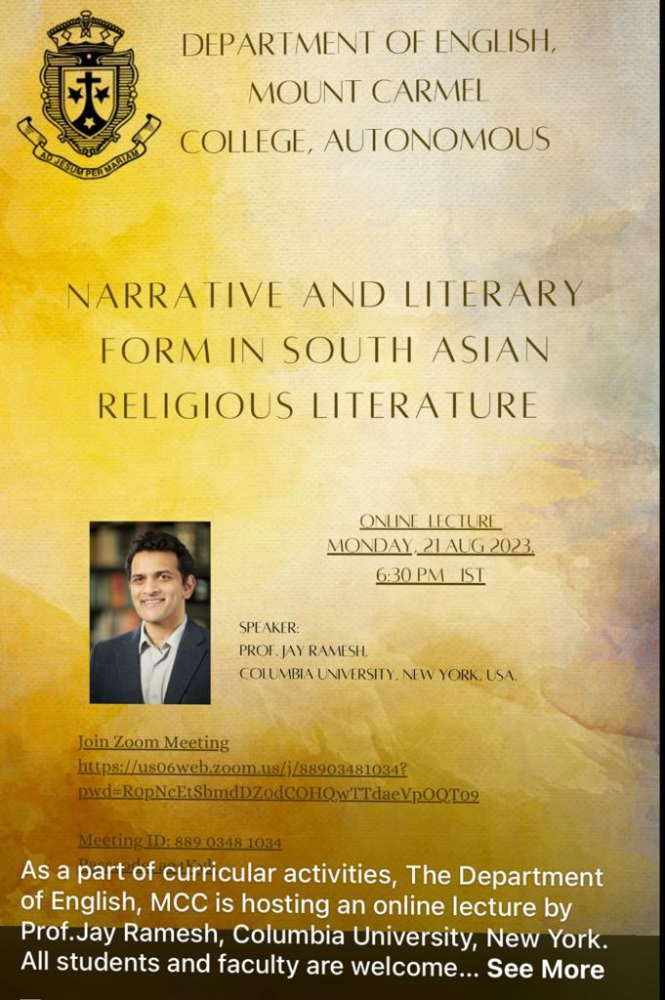 DEPARTMENT OF ENGLISH,
MOUNT CARMEL
COLLEGE, AUTONOMOUS
AD JESUM PER MARIAM
NARRATIVE AND LITERARY
FORM IN SOUTH ASIAN
RELIGIOUS LITERATURE
ONLINE LECTURE
MONDAY, 21 AUG 2023,
6:30 PM IST
SPEAKER:
PROF. JAY RAMESH,
COLUMBIA UNIVERSITY, NEW YORK, USA.
Join Zoom Meeting
https://us06web.zoom.us/j/88903481034?
pwd=R0pNcEtSbmdDZ0dCOHQwTTdaeVpOQT09
Meeting ID: 889 0348 1034
As a part of curricular activities, The Department
of English, MCC is hosting an online lecture by
Prof.Jay Ramesh, Columbia University, New York.
All students and faculty are welcome... See More